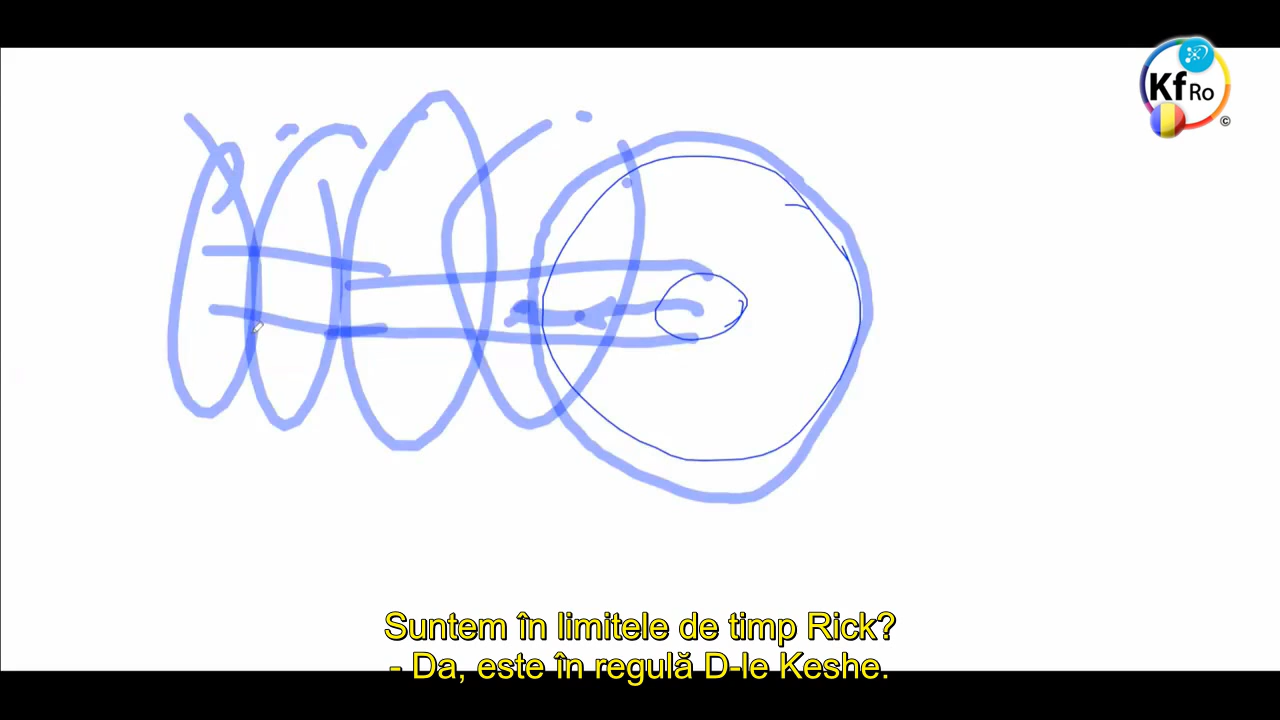 Kf Ro
©
Suntem în limitele de timp Rick?
- Da, este în regulă D-le Keshe.